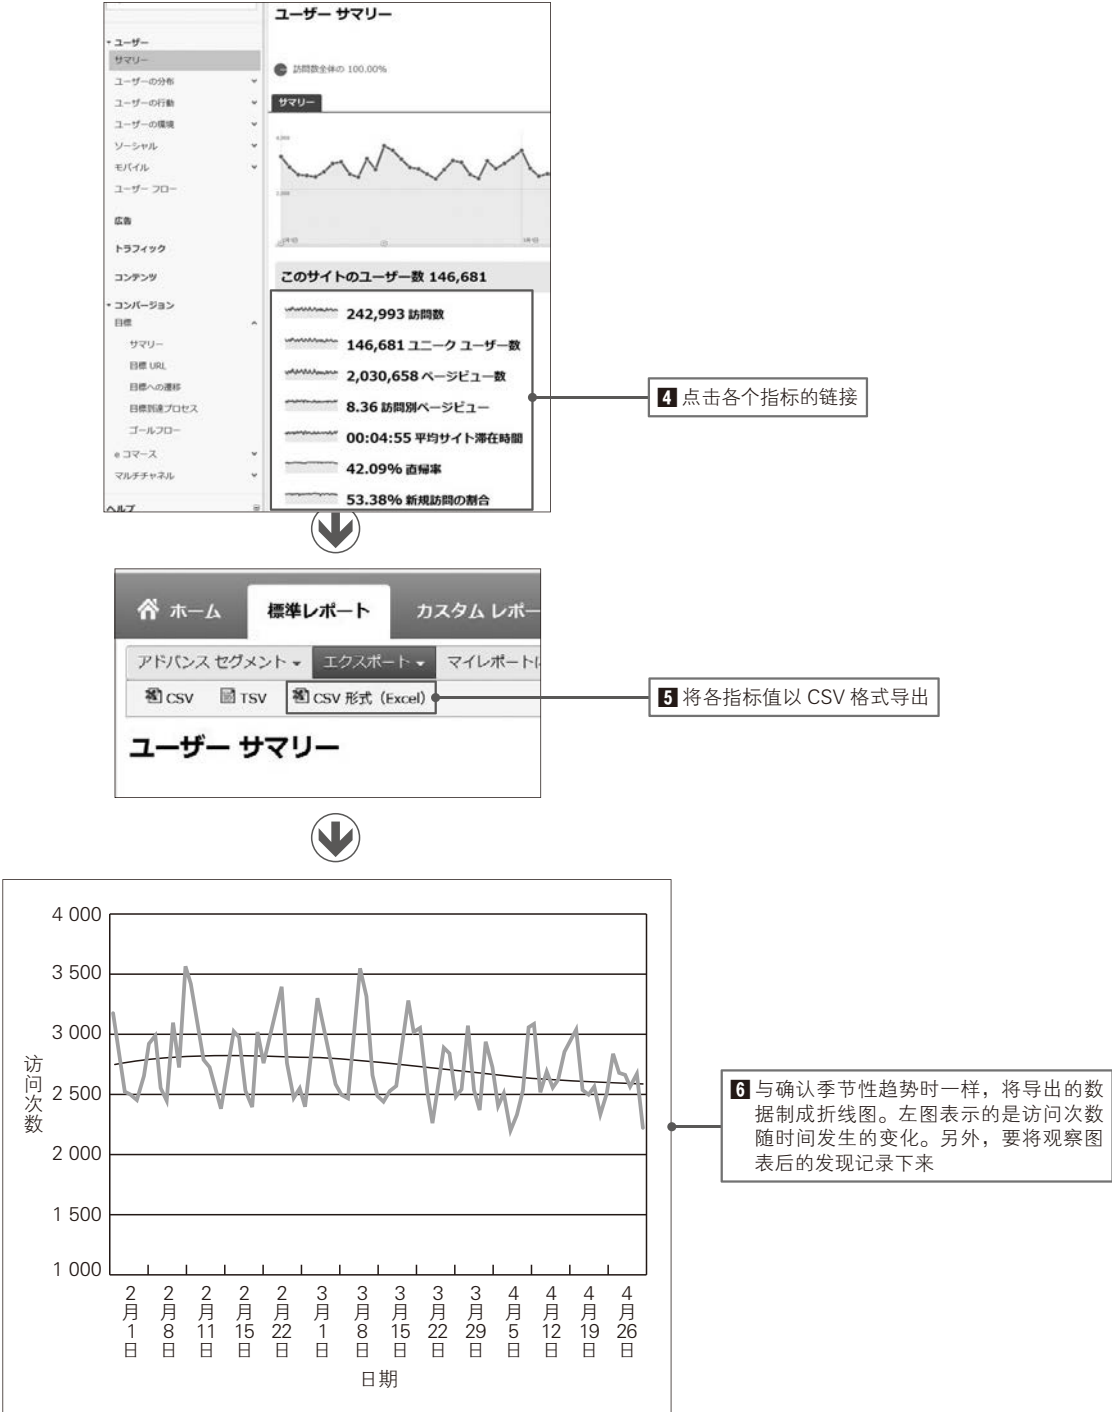 ユーザー サマリー
ユーザー
サマリー
ユーザーの分布
ユーザーの行動
ユーザーの環境
ソーシャル
モバイル
ユーザー フロー
広告
トラフィック
コンテンツ
コンバージョン
目標
サマリー
目標 URL
目標への遷移
目標到達プロセス
ゴールフロー
e コマース
マルチチャネル
ヘルプ
訪問数全体の 100.00%
サマリー
4,000
2,000
このサイトのユーザー数 146,681
242,993 訪問数
146,681 ユニーク ユーザー数
2,030,658 ページビュー数
8.36 訪問別ページビュー
00:04:55 平均サイト滞在時間
42.09% 直帰率
53.38% 新規訪問の割合
4 点击各个指标的链接
ホーム 標準レポート カスタム レポー
アドバンス セグメント エクスポート マイレポートに
CSV TSV CSV 形式（Excel）
ユーザー サマリー
5 将各指标值以 CSV 格式导出
4 000
3 500
3 000
2 500
2 000
1 500
1 000
访问次数
2月1日 2月8日 2月11日 2月15日 2月22日 3月1日 3月8日 3月15日 3月22日 3月29日 4月5日 4月12日 4月19日 4月26日
日期
6 与确认季节性趋势时一样，将导出的数
据制成折线图。左图表示的是访问次数
随时间发生的变化。另外，要将观察图
表后的发现记录下来